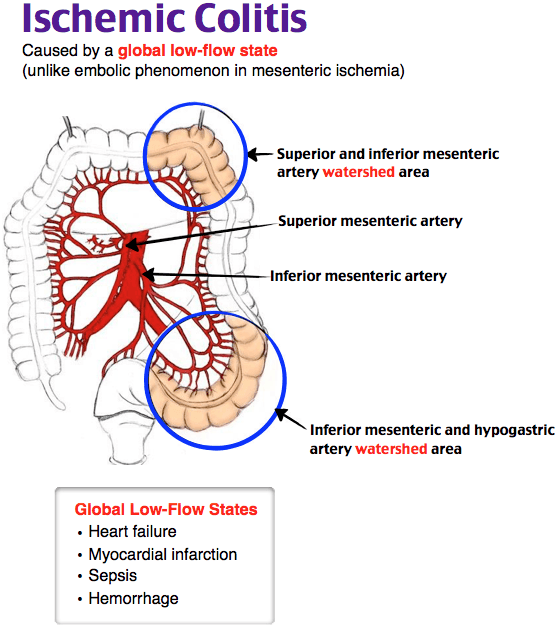 Ischemic Colitis
Caused by a global low-flow state
(unlike embolic phenomenon in mesenteric ischemia)
Superior and inferior mesenteric
artery watershed area
Superior mesenteric artery
Inferior mesenteric artery
Inferior mesenteric and hypogastric
artery watershed area
Global Low-Flow States
• Heart failure
• Myocardial infarction
• Sepsis
• Hemorrhage